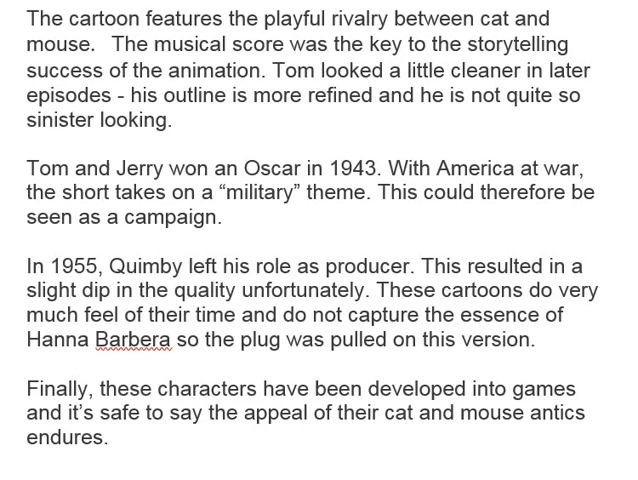 The cartoon features the playful rivalry between cat and
mouse.   The musical score was the key to the storytelling
success of the animation. Tom looked a little cleaner in later
episodes - his outline is more refined and he is not quite so
sinister looking.
Tom and Jerry won an Oscar in 1943. With America at war,
the short takes on a “military” theme. This could therefore be
seen as a campaign.
In 1955, Quimby left his role as producer. This resulted in a
slight dip in the quality unfortunately. These cartoons do very
much feel of their time and do not capture the essence of
Hanna Barbera so the plug was pulled on this version.
Finally, these characters have been developed into games
and it’s safe to say the appeal of their cat and mouse antics
endures.